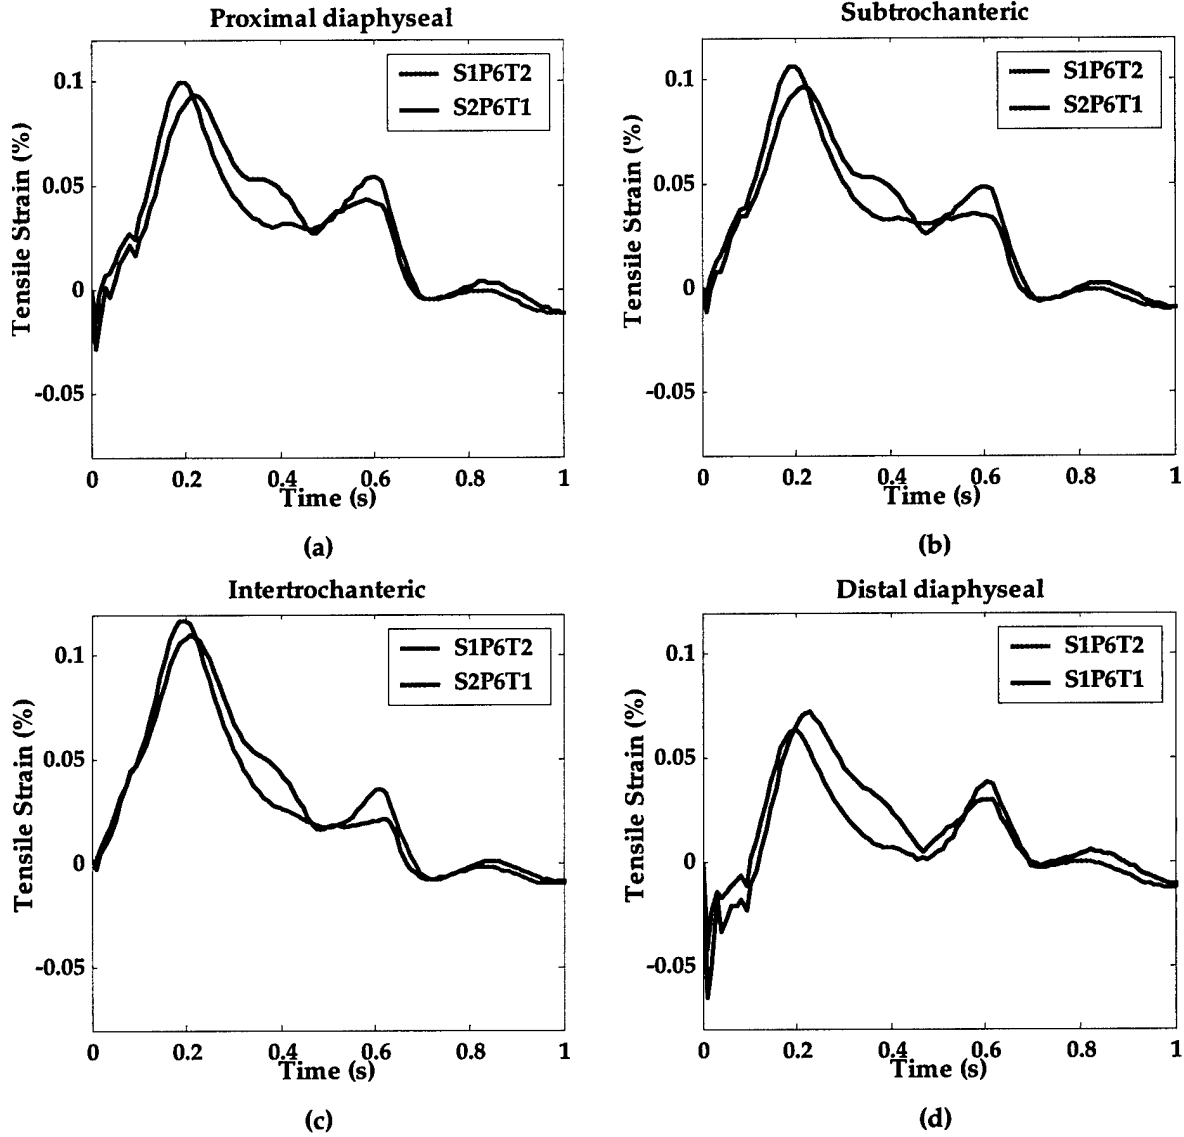 Proximal diaphyseal
S1P6T2
S2P6T1
0.1
0.05
0
-0.05
Tensile Strain (%)
0 0.2 0.4 0.6 0.8 1
Time (s)
(a)
Subtrochanteric
S1P6T2
S2P6T1
0.1
0.05
0
-0.05
Tensile Strain (%)
0 0.2 0.4 0.6 0.8 1
Time (s)
(b)
Intertrochanteric
S1P6T2
S2P6T1
0.1
0.05
0
-0.05
Tensile Strain (%)
0 0.2 0.4 0.6 0.8 1
Time (s)
(c)
Distal diaphyseal
S1P6T2
S1P6T1
0.1
0.05
0
-0.05
Tensile Strain (%)
0 0.2 0.4 0.6 0.8 1
Time (s)
(d)